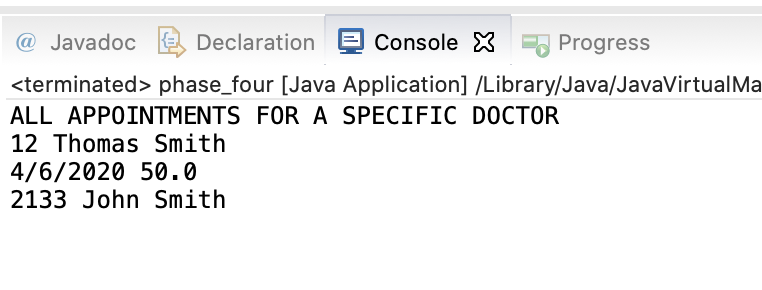 @ Javadoc Declaration Console Progress
<terminated> phase_four [Java Application] /Library/Java/JavaVirtualMa
ALL APPOINTMENTS FOR A SPECIFIC DOCTOR
12 Thomas Smith
4/6/2020 50.0
2133 John Smith